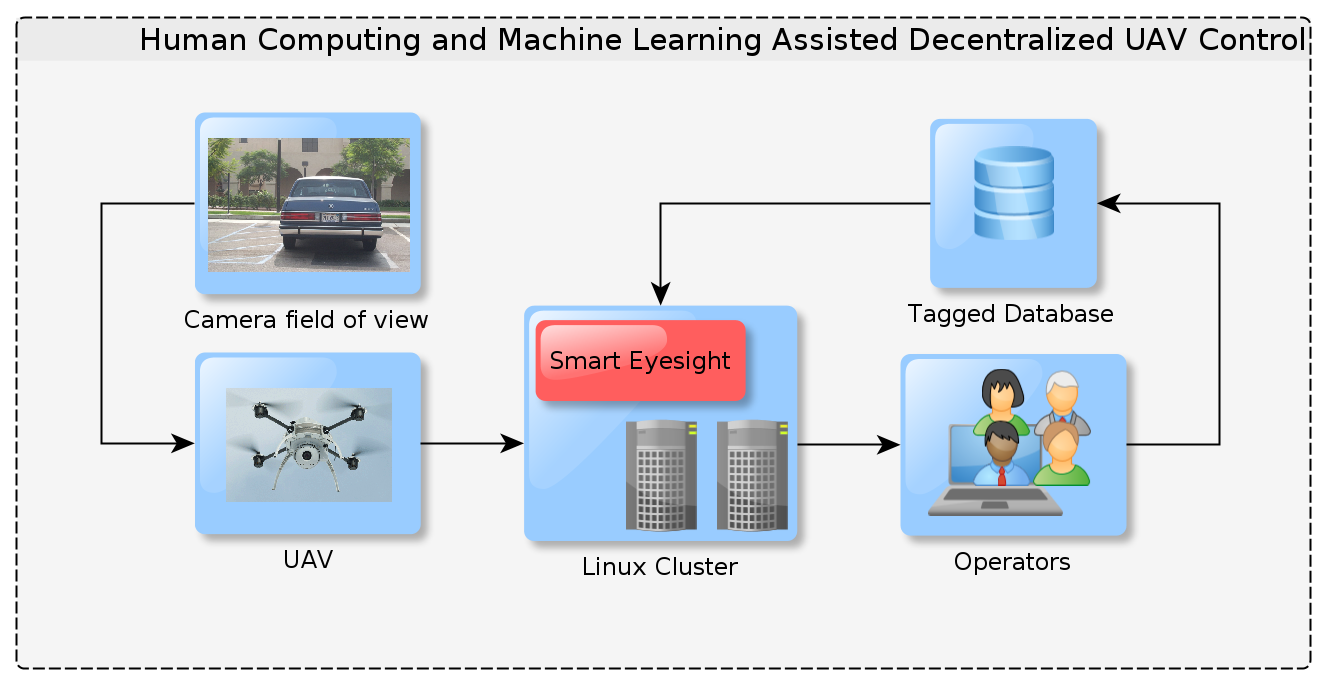 Human Computing and Machine Learning Assisted Decentralized UAV Control
Camera field of view
Tagged Database
Smart Eyesight
UAV
Linux Cluster
Operators